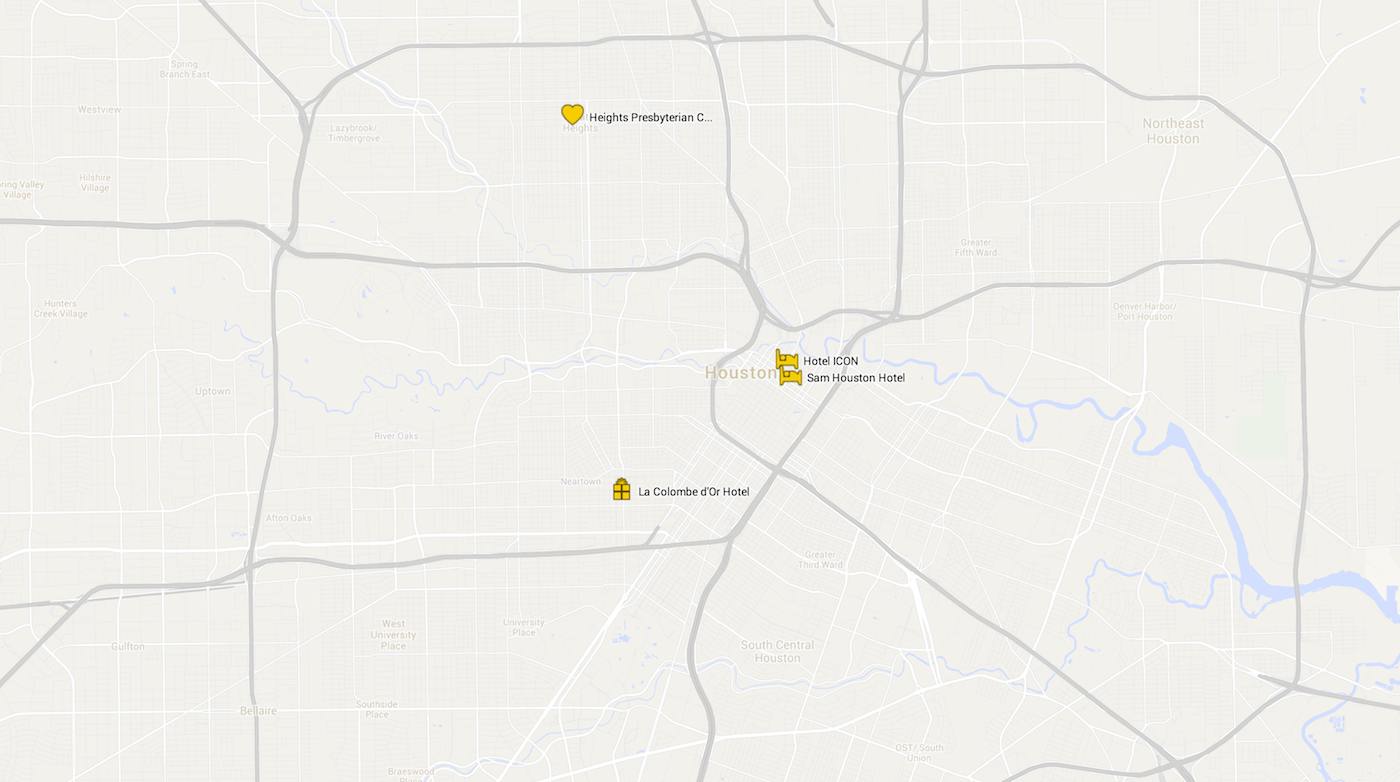 Spring
Branch East
Westview
Heights Presbyterian C...
Heights
Lazybrook/
Timbergrove
Northeast
Houston
Hilshire
Village
ring Valley
Village
Greater
Fifth Ward
Hunters
Creek Village
Denver Harbor/
Port Houston
Hotel ICON
Houston
Sam Houston Hotel
Uptown
River Oaks
Neartown
La Colombe d'Or Hotel
Afton Oaks
Greater
Third Ward
West
University
Place
University
Place
Gulfton
South Central
Houston
Bellaire
Southside
Place
OST/ South
Union
Braeswood
Place